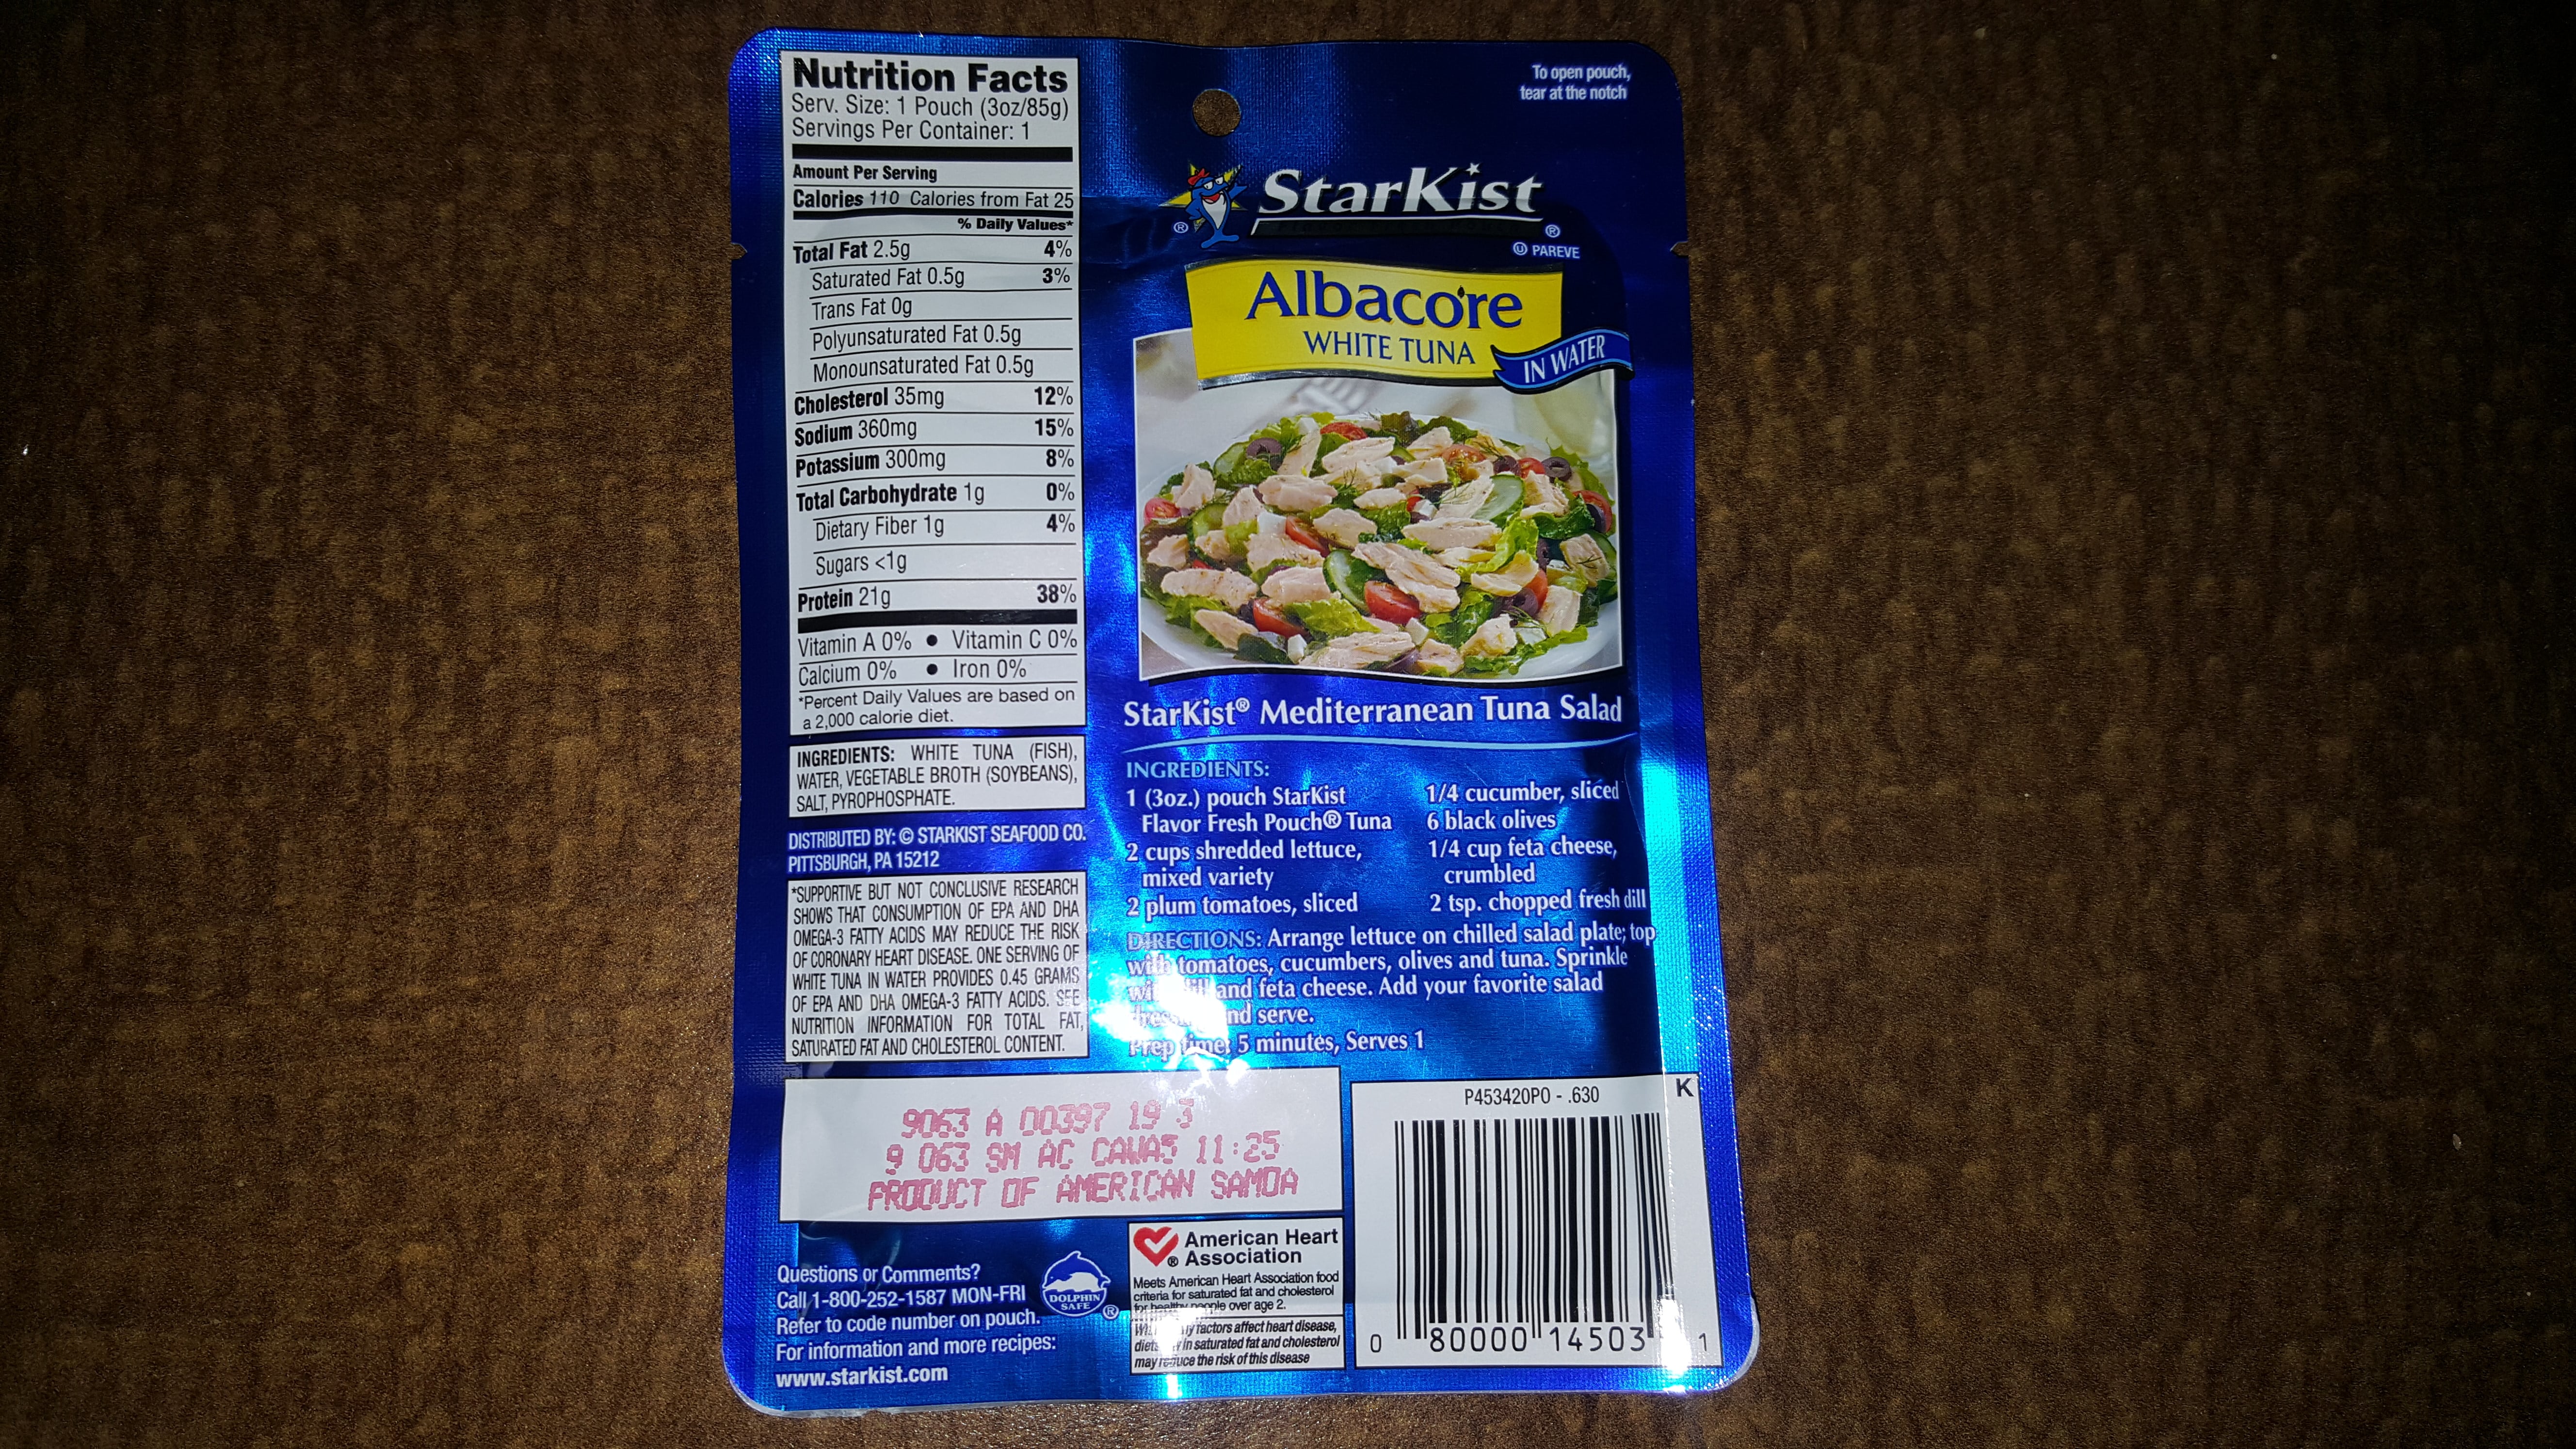 Nutrition Facts
Serv. Size: 1 Pouch (3oz/85g)
Servings Per Container: 1
Amount Per Serving
Calories 110 Calories from Fat 25
% Daily Values*
Total Fat 2.5g 4%
Saturated Fat 0.5g 3%
Trans Fat 0g
Polyunsaturated Fat 0.5g
Monounsaturated Fat 0.5g
Cholesterol 35mg 12%
Sodium 360mg 15%
Potassium 300mg 8%
Total Carbohydrate 1g 0%
Dietary Fiber 1g 4%
Sugars <1g
Protein 21g 38%
Vitamin A 0% • Vitamin C 0%
Calcium 0% • Iron 0%
*Percent Daily Values are based on
a 2,000 calorie diet.
INGREDIENTS: WHITE TUNA (FISH),
WATER, VEGETABLE BROTH (SOYBEANS),
SALT, PYROPHOSPHATE.
DISTRIBUTED BY: © STARKIST SEAFOOD CO.
PITTSBURGH, PA 15212
*SUPPORTIVE BUT NOT CONCLUSIVE RESEARCH
SHOWS THAT CONSUMPTION OF EPA AND DHA
OMEGA-3 FATTY ACIDS MAY REDUCE THE RISK
OF CORONARY HEART DISEASE. ONE SERVING OF
WHITE TUNA IN WATER PROVIDES 0.45 GRAMS
OF EPA AND DHA OMEGA-3 FATTY ACIDS. SEE
NUTRITION INFORMATION FOR TOTAL FAT,
SATURATED FAT AND CHOLESTEROL CONTENT.
To open pouch,
tear at the notch
® StarKist ®
Ⓤ PAREVE
Albacore
WHITE TUNA
IN WATER
StarKist® Mediterranean Tuna Salad
INGREDIENTS:
1 (3oz.) pouch StarKist
Flavor Fresh Pouch® Tuna
2 cups shredded lettuce,
mixed variety
2 plum tomatoes, sliced
1/4 cucumber, sliced
6 black olives
1/4 cup feta cheese,
crumbled
2 tsp. chopped fresh dill
DIRECTIONS: Arrange lettuce on chilled salad plate; top
with tomatoes, cucumbers, olives and tuna. Sprinkle
and feta cheese. Add your favorite salad
serve.
Prep time: 5 minutes, Serves 1
9063 A 00397 19 3
9 063 SM AC CAWA5 11:25
PRODUCT OF AMERICAN SAMOA
Questions or Comments?
Call 1-800-252-1587 MON-FRI
Refer to code number on pouch.
For information and more recipes:
www.starkist.com
DOLPHIN
SAFE ®
American Heart
® Association
Meets American Heart Association food
criteria for saturated fat and cholesterol
for healthy people over age 2.
factors affect heart disease,
in saturated fat and cholesterol
may reduce the risk of this disease
P453420PO - .630
K
0 80000 14503 1